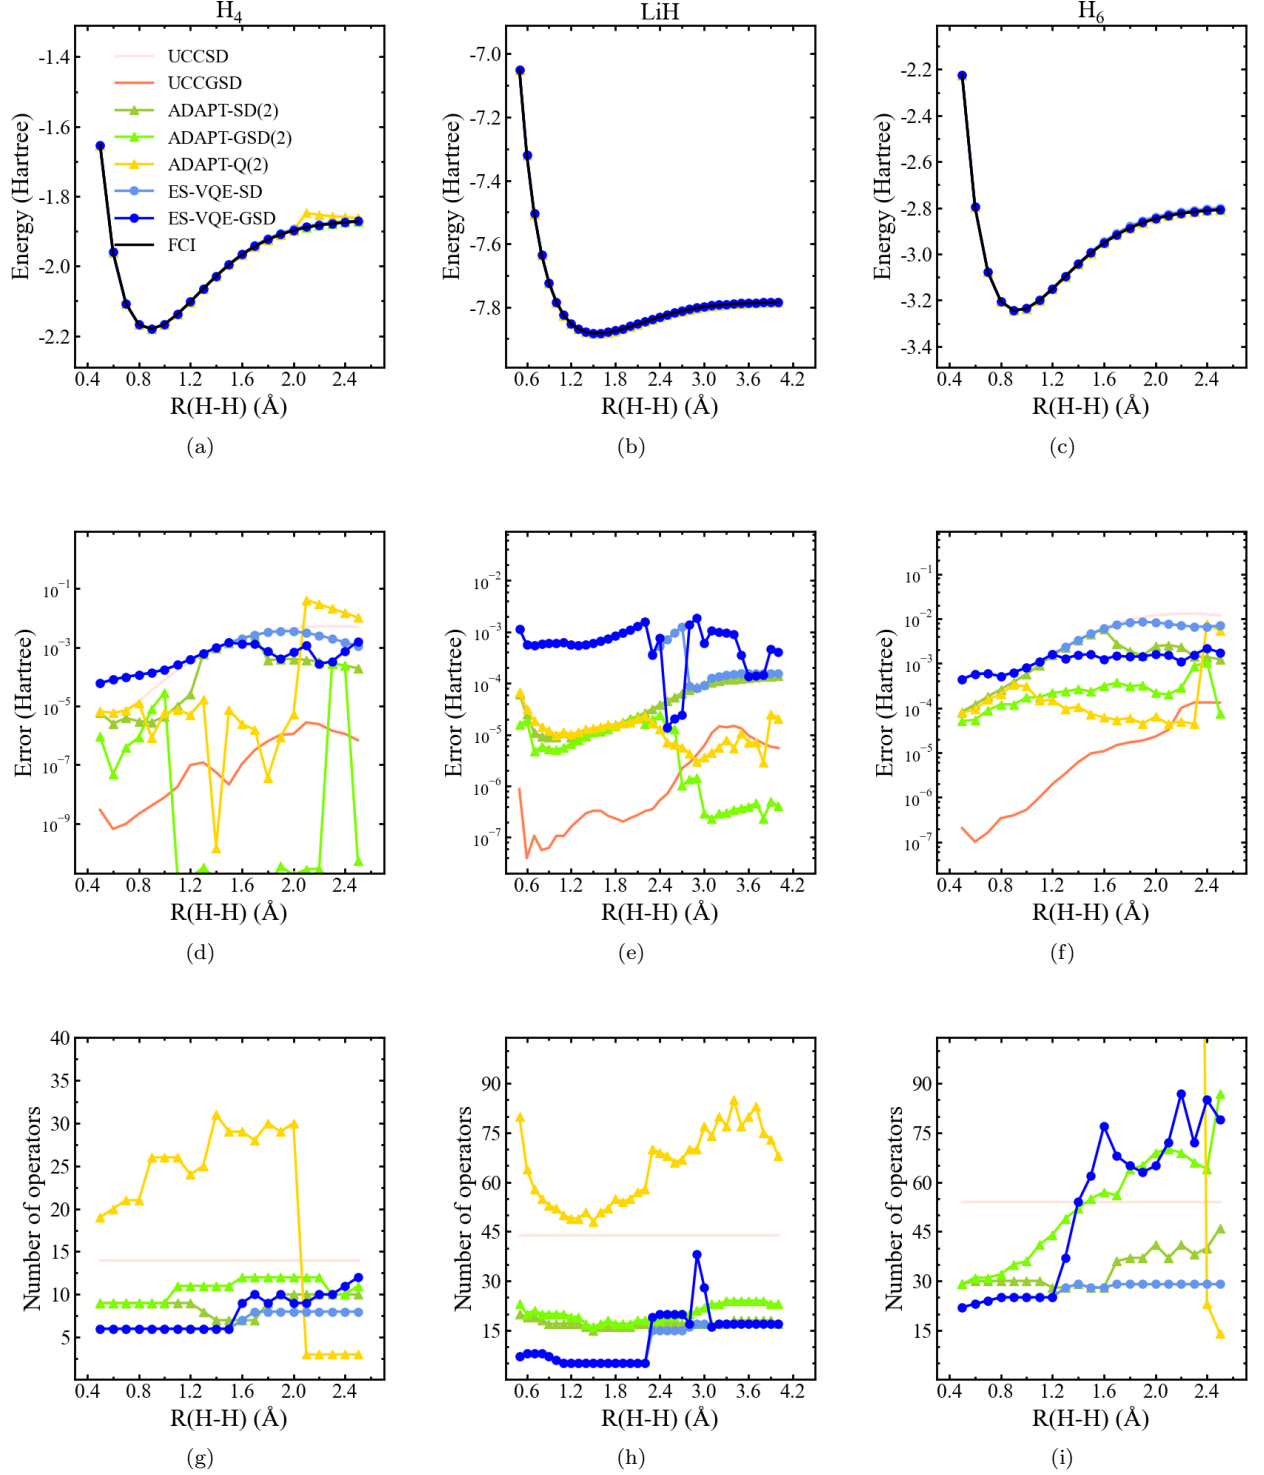 H4
LiH
H6
Energy (Hartree)
-1.4
-1.6
-1.8
-2.0
-2.2
UCCSD
UCCGSD
ADAPT-SD(2)
ADAPT-GSD(2)
ADAPT-Q(2)
ES-VQE-SD
ES-VQE-GSD
FCI
0.4 0.8 1.2 1.6 2.0 2.4
R(H-H) (Å)
(a)
Energy (Hartree)
-7.0
-7.2
-7.4
-7.6
-7.8
0.6 1.2 1.8 2.4 3.0 3.6 4.2
R(H-H) (Å)
(b)
Energy (Hartree)
-2.2
-2.4
-2.6
-2.8
-3.0
-3.2
-3.4
0.4 0.8 1.2 1.6 2.0 2.4
R(H-H) (Å)
(c)
Error (Hartree)
10^-1
10^-3
10^-5
10^-7
10^-9
0.4 0.8 1.2 1.6 2.0 2.4
R(H-H) (Å)
(d)
Error (Hartree)
10^-2
10^-3
10^-4
10^-5
10^-6
10^-7
0.6 1.2 1.8 2.4 3.0 3.6 4.2
R(H-H) (Å)
(e)
Error (Hartree)
10^-1
10^-2
10^-3
10^-4
10^-5
10^-6
10^-7
0.4 0.8 1.2 1.6 2.0 2.4
R(H-H) (Å)
(f)
Number of operators
40
35
30
25
20
15
10
5
0.4 0.8 1.2 1.6 2.0 2.4
R(H-H) (Å)
(g)
Number of operators
90
75
60
45
30
15
0.6 1.2 1.8 2.4 3.0 3.6 4.2
R(H-H) (Å)
(h)
Number of operators
90
75
60
45
30
15
0.4 0.8 1.2 1.6 2.0 2.4
R(H-H) (Å)
(i)